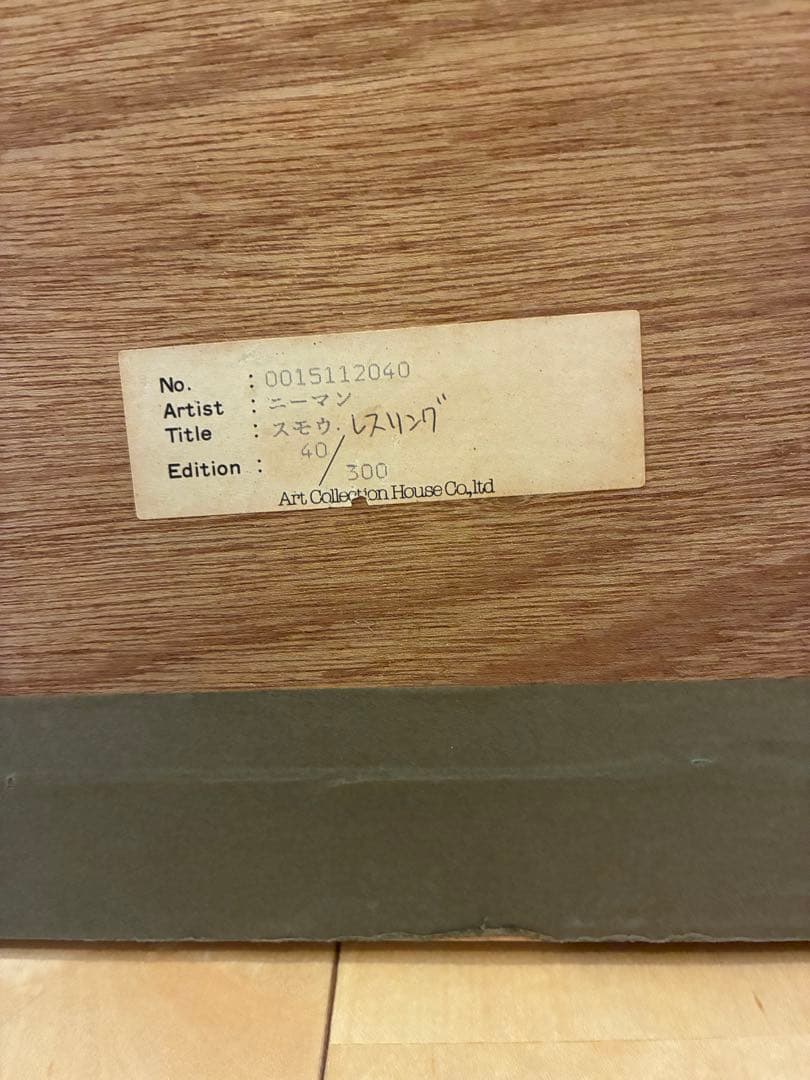 No. : 0015112040
Artist : ニーマン
Title : スモウ.レスリング
Edition : 40/300
Art Collection House Co.,ltd